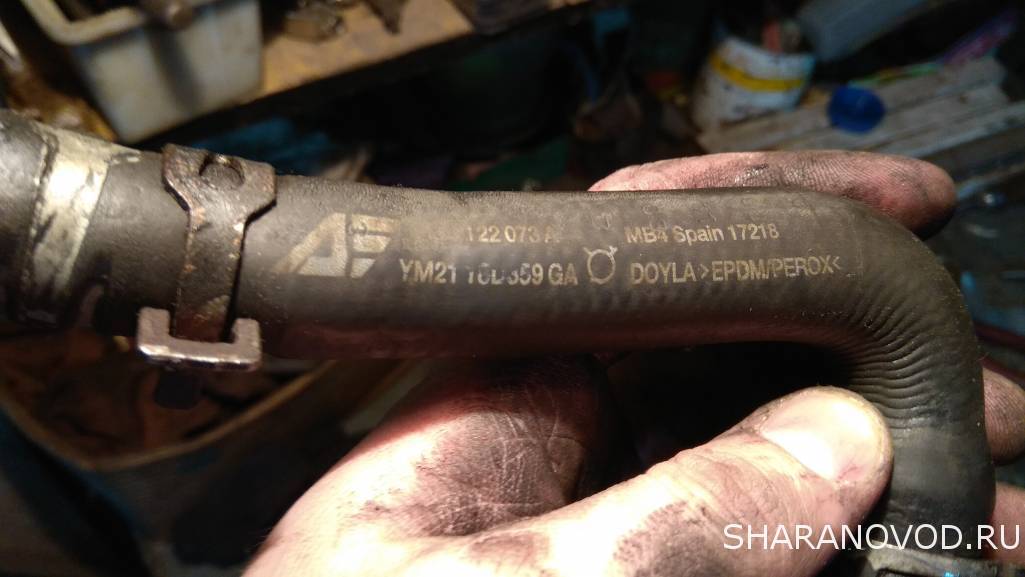 122 073 A
YM21 359 GA
MB4 Spain 17218
DOYLA >EPDM/PEROX<
SHARANOVOD.RU